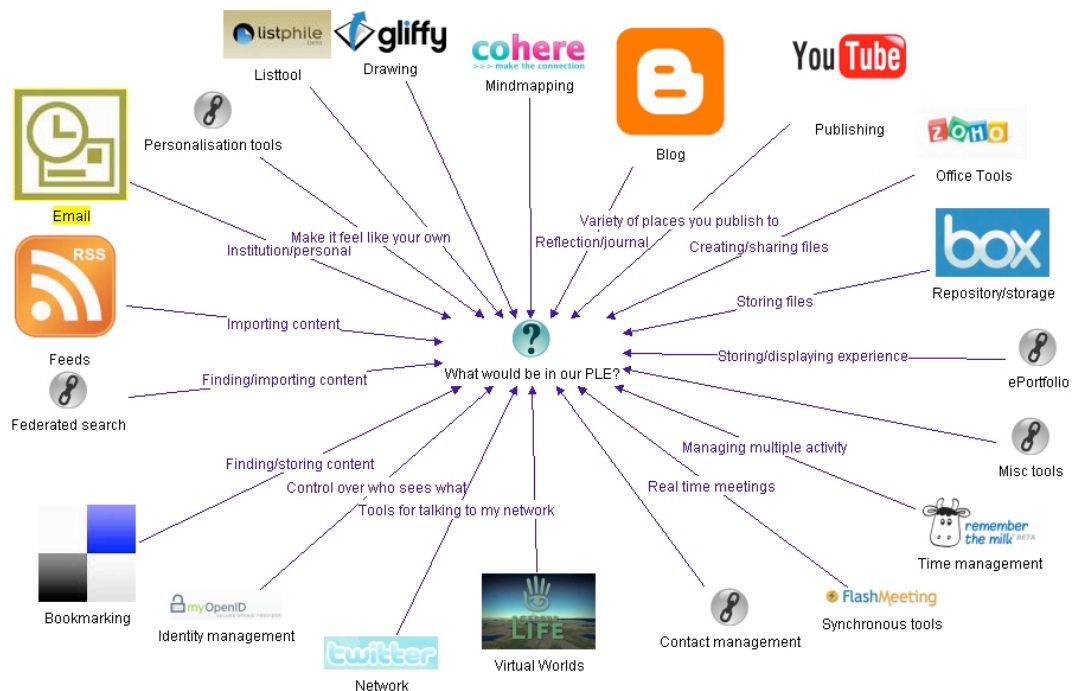 listphile
beta
Listtool
gliffy
Drawing
cohere
>>> make the connection
Mindmapping
Blog
You Tube
Publishing
ZOHO
Office Tools
Personalisation tools
Email
Make it feel like your own
Institution/personal
Variety of places you publish to
Reflection/journal
Creating/sharing files
box
Repository/storage
RSS
Feeds
Importing content
Storing files
?
What would be in our PLE?
Storing/displaying experience
ePortfolio
Finding/importing content
Federated search
Misc tools
Finding/storing content
Control over who sees what
Tools for talking to my network
Managing multiple activity
Real time meetings
remember
the milk BETA
Time management
Bookmarking
myOpenID
Identity management
twitter
Network
LIFE
Virtual Worlds
Contact management
FlashMeeting
Synchronous tools